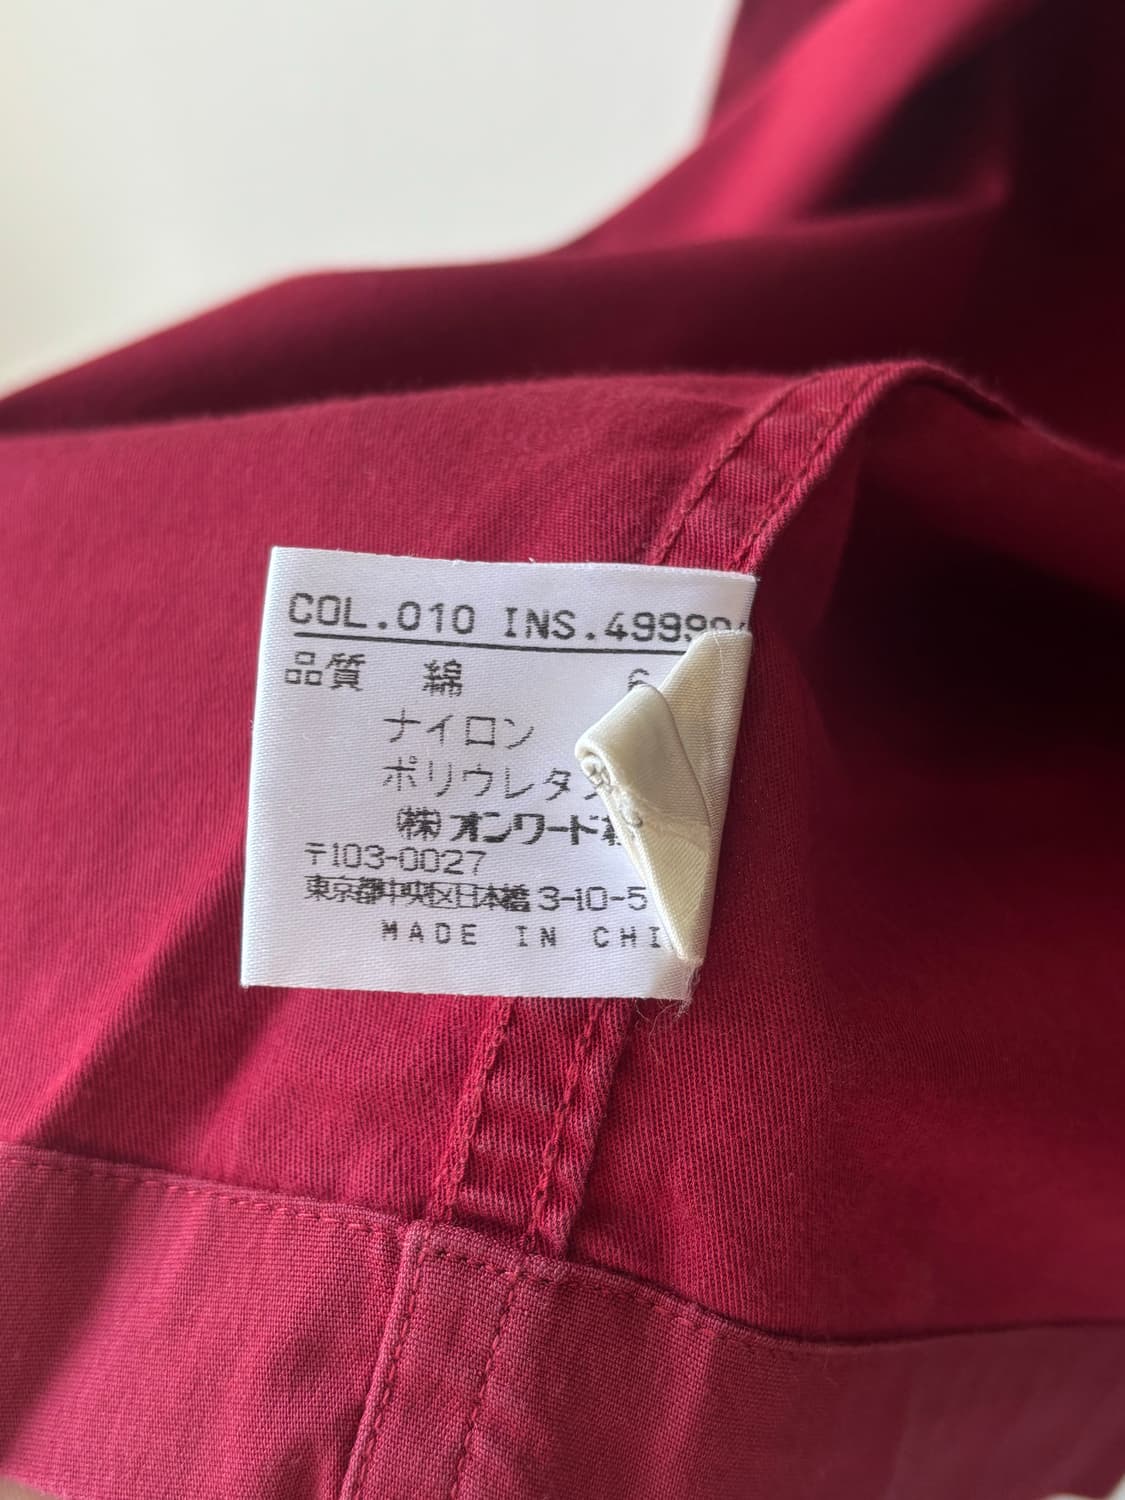 COL.010 INS.4999
品質 綿 6
ナイロン
ポリウレタ
(株)オンワード
〒103-0027
東京都中央区日本橋3-10-5
MADE IN CHI